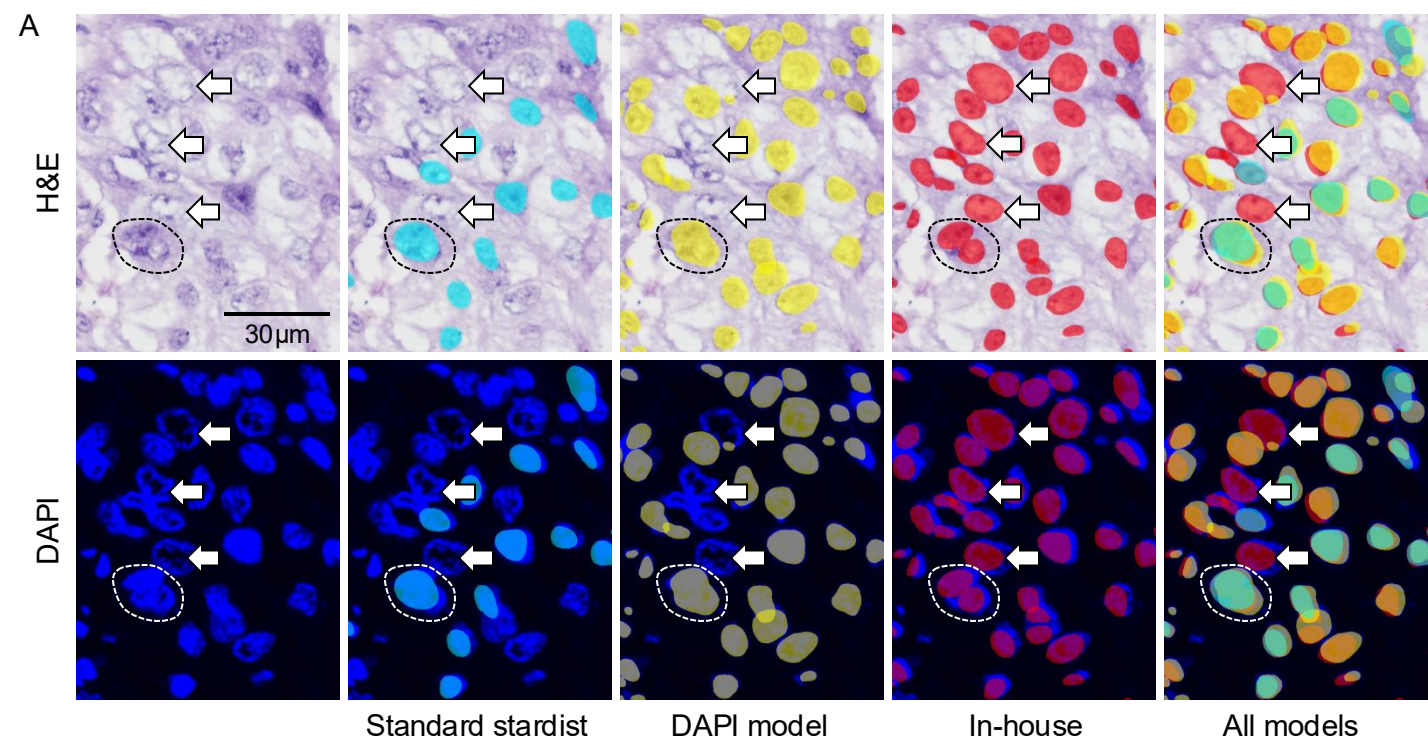 A
H&E
30µm
DAPI
Standard stardist
DAPI model
In-house
All models